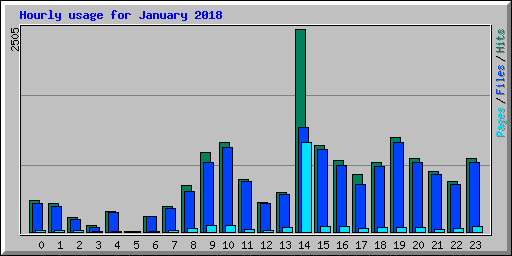 Hourly usage for January 2018
2505
Pages/Files/Hits
0 1 2 3 4 5 6 7 8 9 10 11 12 13 14 15 16 17 18 19 20 21 22 23